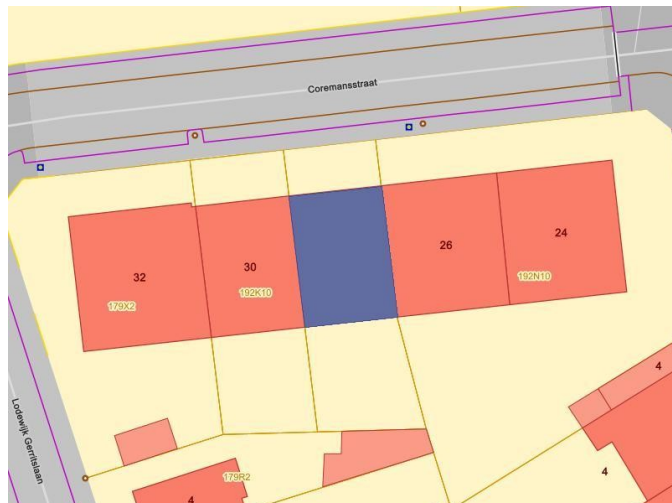 Coremansstraat
24
26
30
32
192N10
192K10
179X2
4
Lodewijk Gerritslaan
4
179R2
4